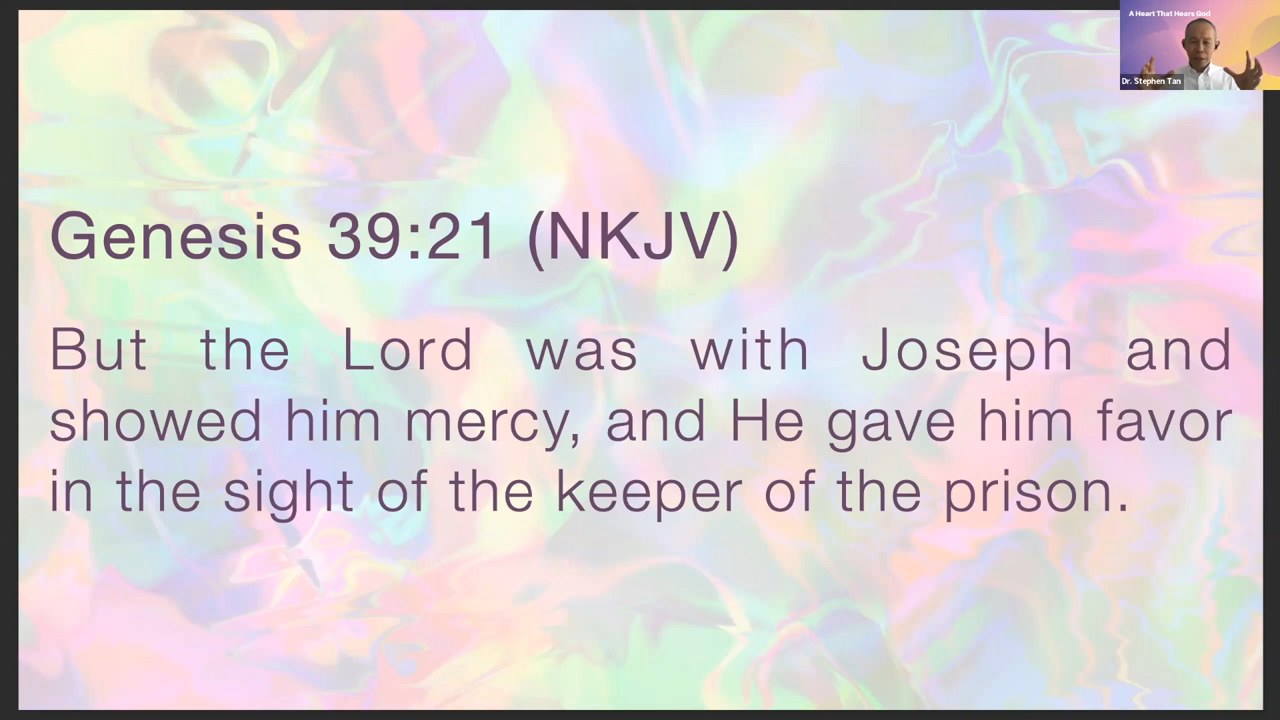 A Heart That Hears God
Dr. Stephen Tan
Genesis 39:21 (NKJV)
But the Lord was with Joseph and
showed him mercy, and He gave him favor
in the sight of the keeper of the prison.